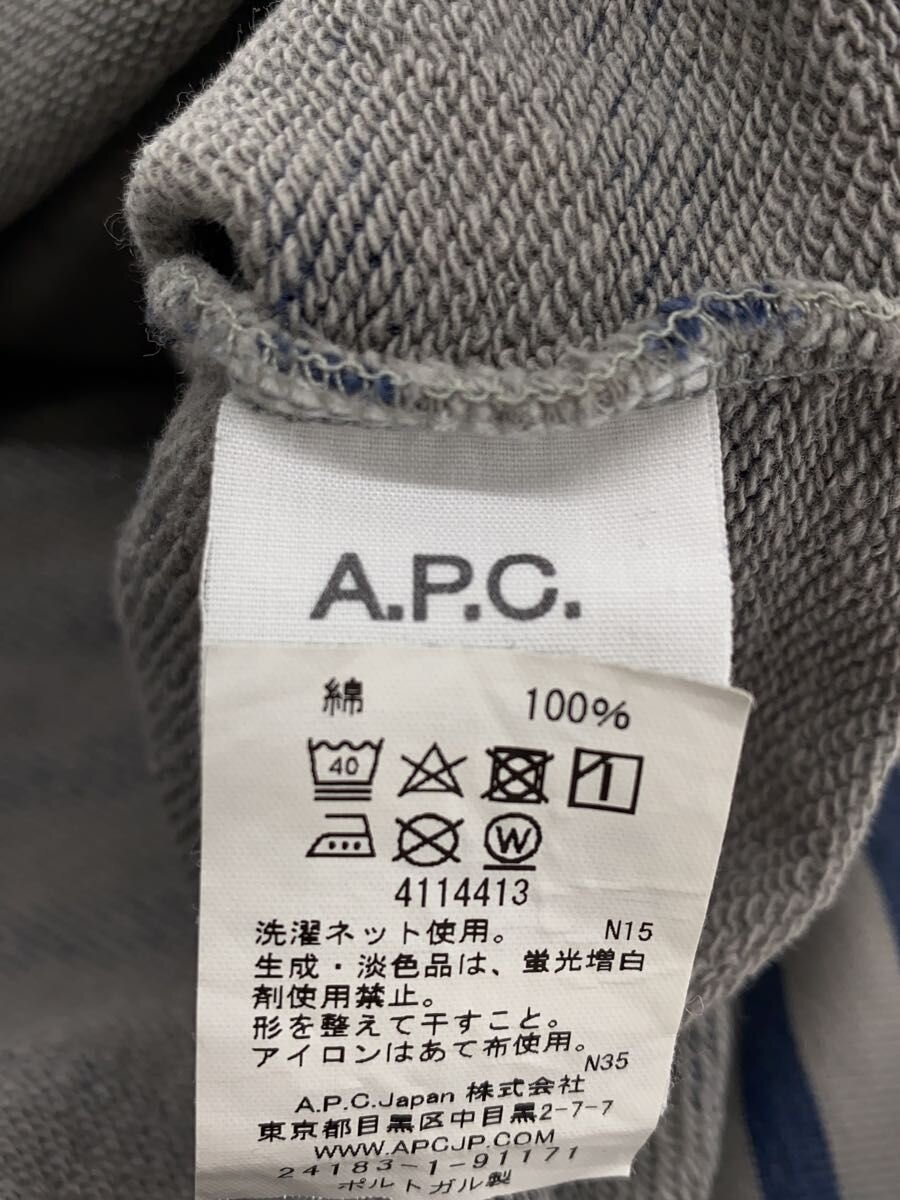 A.P.C.
綿 100%
40
W
4114413
洗濯ネット使用。 N15
生成・淡色品は、蛍光増白
剤使用禁止。
形を整えて干すこと。
アイロンはあて布使用。 N35
A.P.C.Japan 株式会社
東京都目黒区中目黒2-7-7
WWW.APCJP.COM
24183-1-91171
ポルトガル製